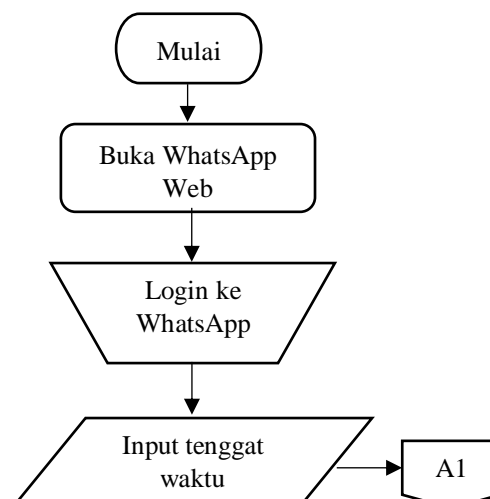 Mulai
Buka WhatsApp
Web
Login ke
WhatsApp
Input tenggat
waktu
A1